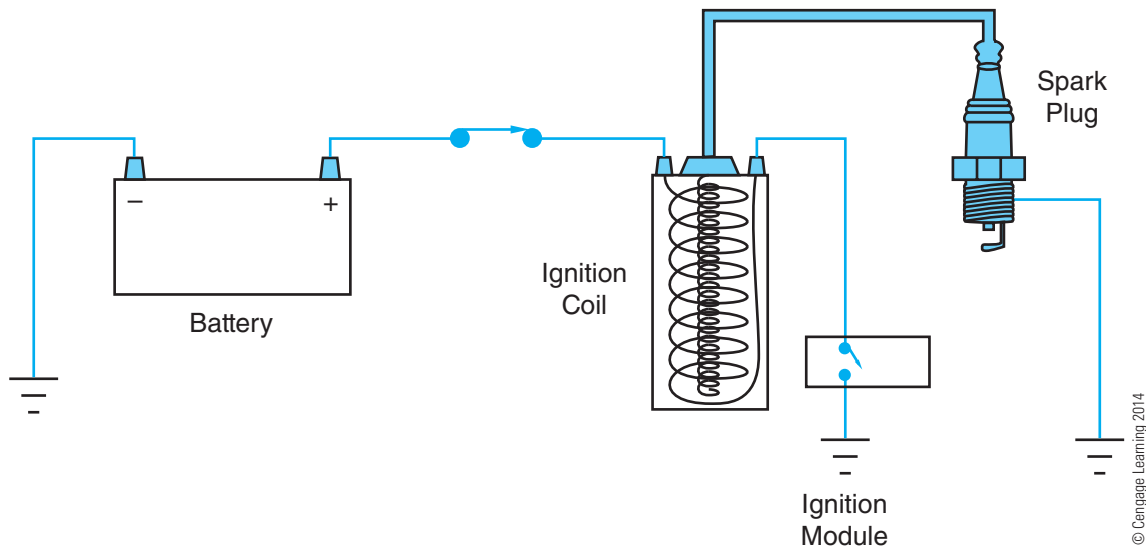 Spark
Plug
− +
Ignition
Coil
Battery
Ignition
Module
© Cengage Learning 2014